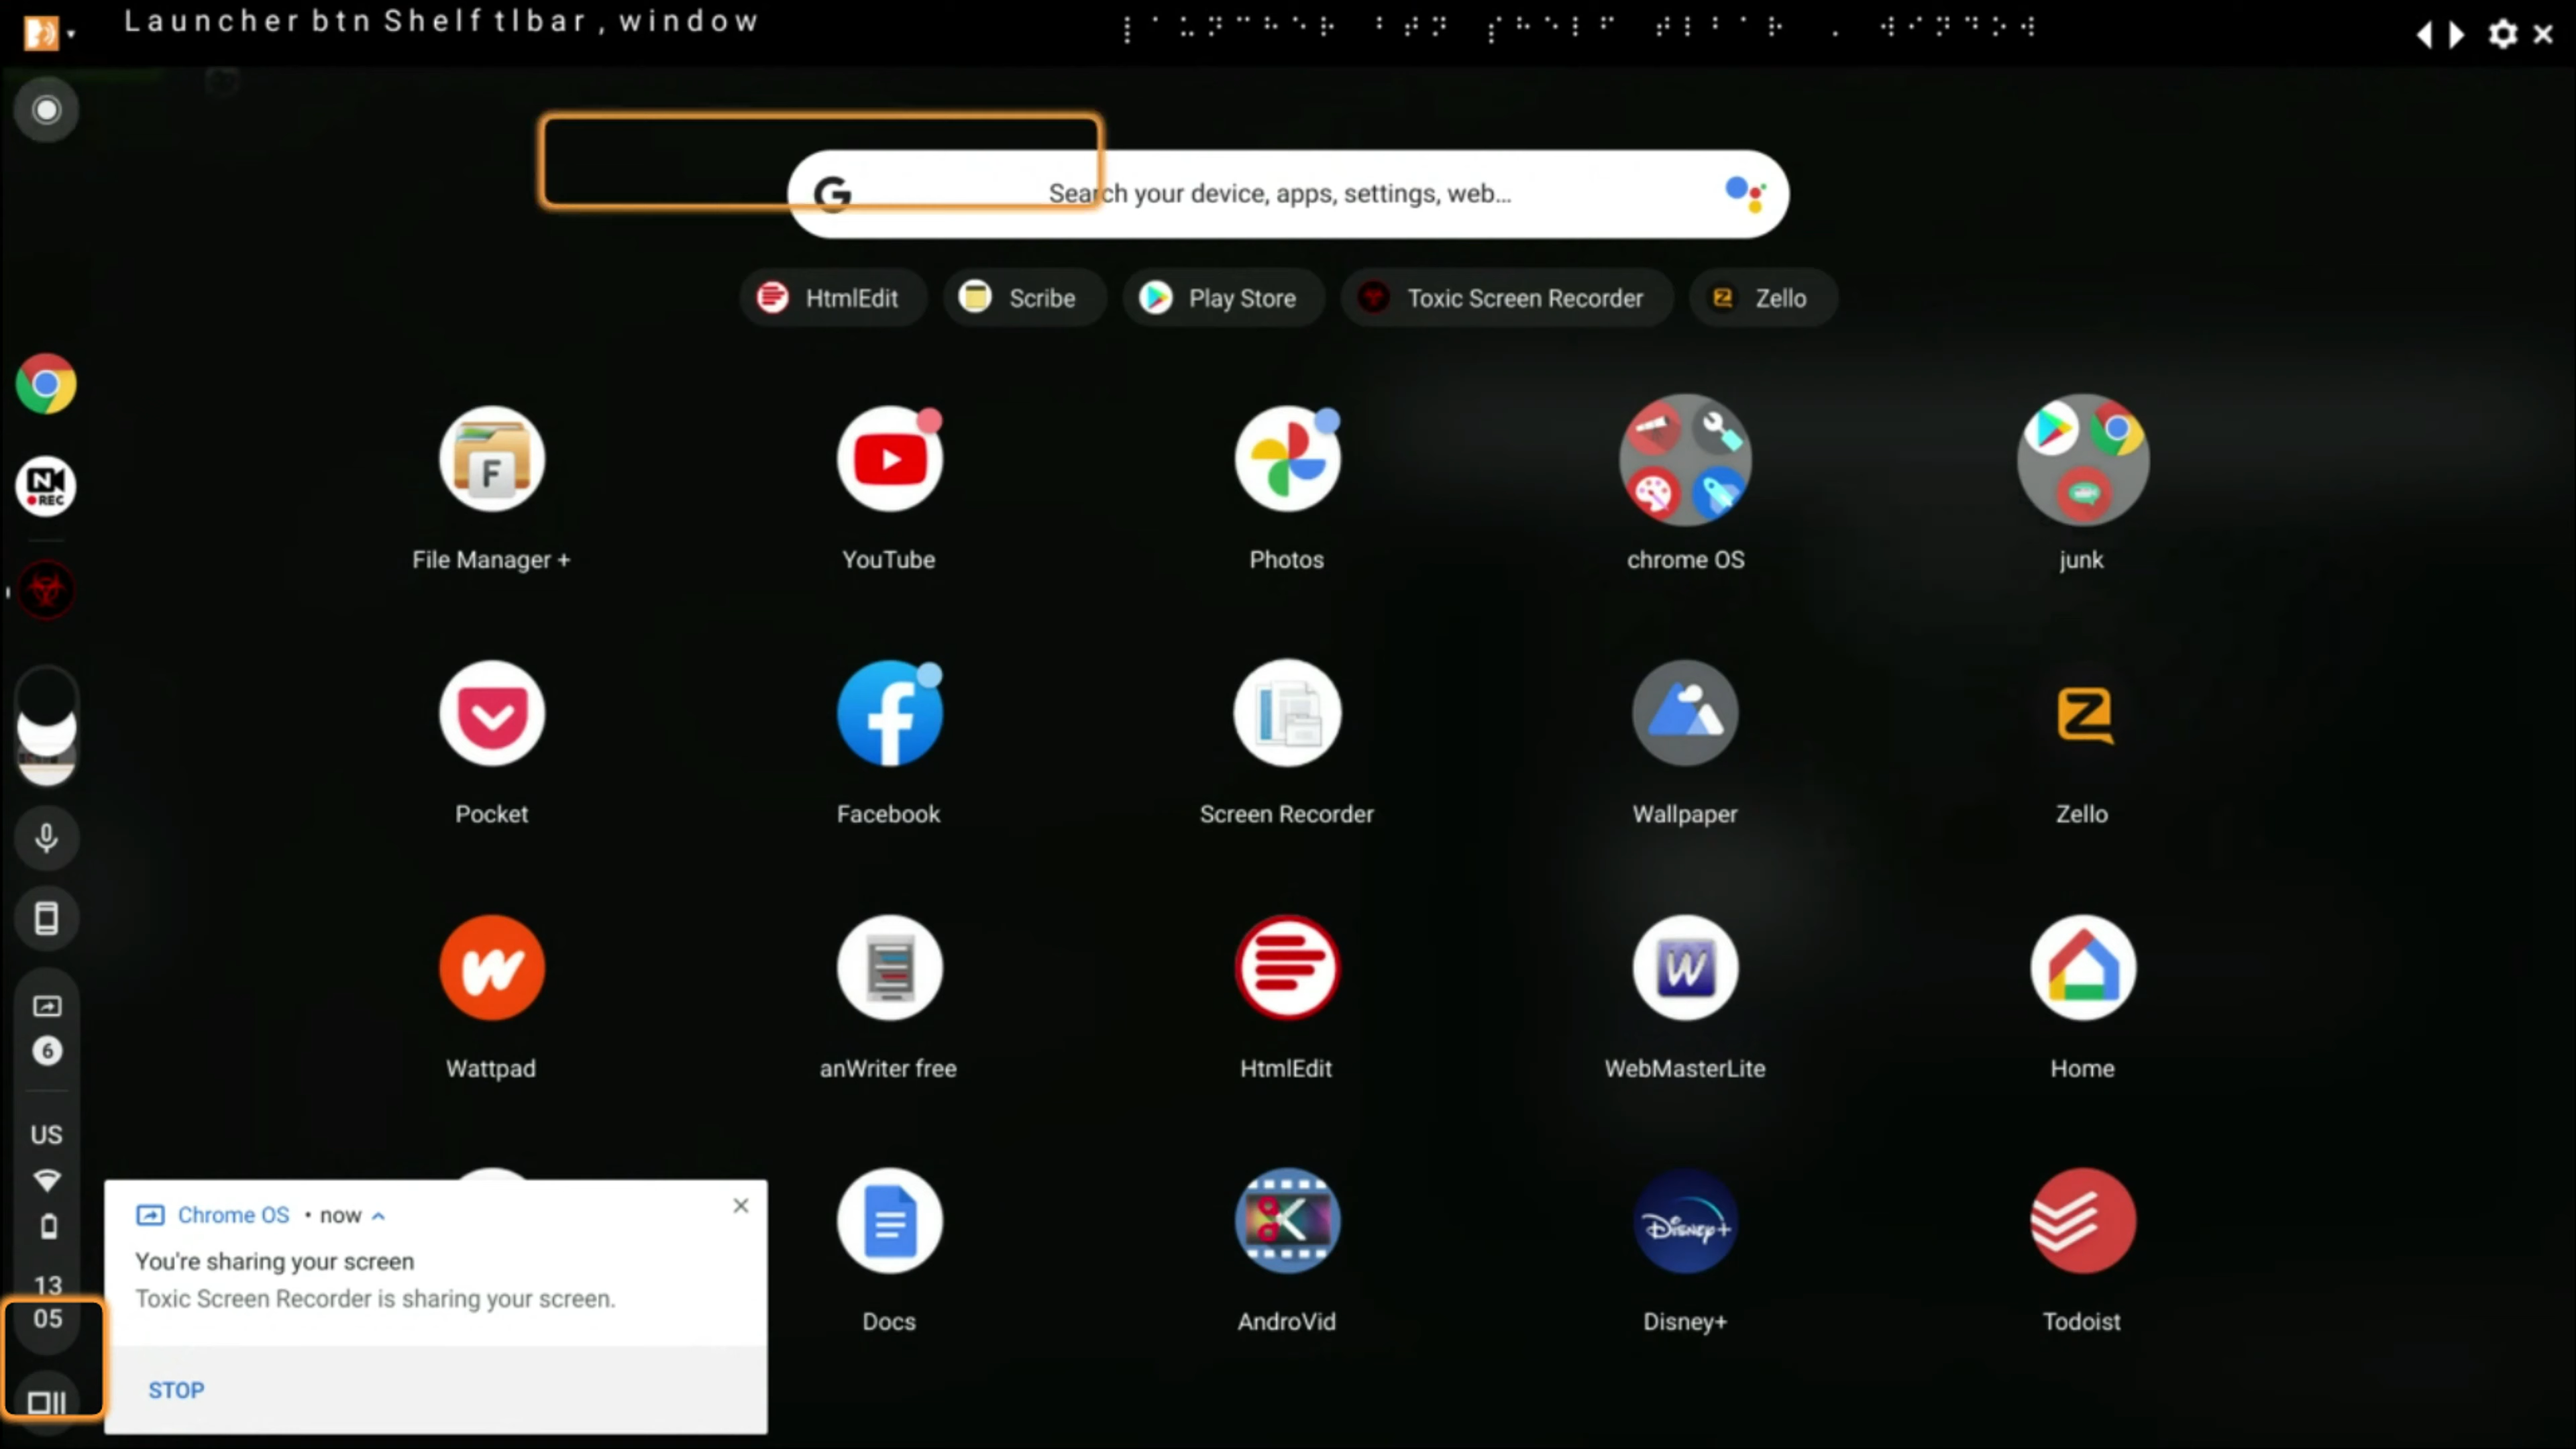 Launcher btn Shelf tlbar , window
⠇⠁⠥⠝⠉⠓⠑⠗ ⠃⠞⠝ ⡎⠓⠑⠇⠋ ⠞⠇⠃⠁⠗ ⠠ ⠺⠊⠝⠙⠕⠺
G
Search your device, apps, settings, web...
HtmlEdit
Scribe
Play Store
Toxic Screen Recorder
Zello
N
REC
F
File Manager +
YouTube
Photos
chrome OS
junk
Pocket
Facebook
Screen Recorder
Wallpaper
Zello
Wattpad
anWriter free
HtmlEdit
W
WebMasterLite
Home
6
US
13
05
Chrome OS • now
You're sharing your screen
Toxic Screen Recorder is sharing your screen.
STOP
Docs
AndroVid
Disney+
Disney+
Todoist